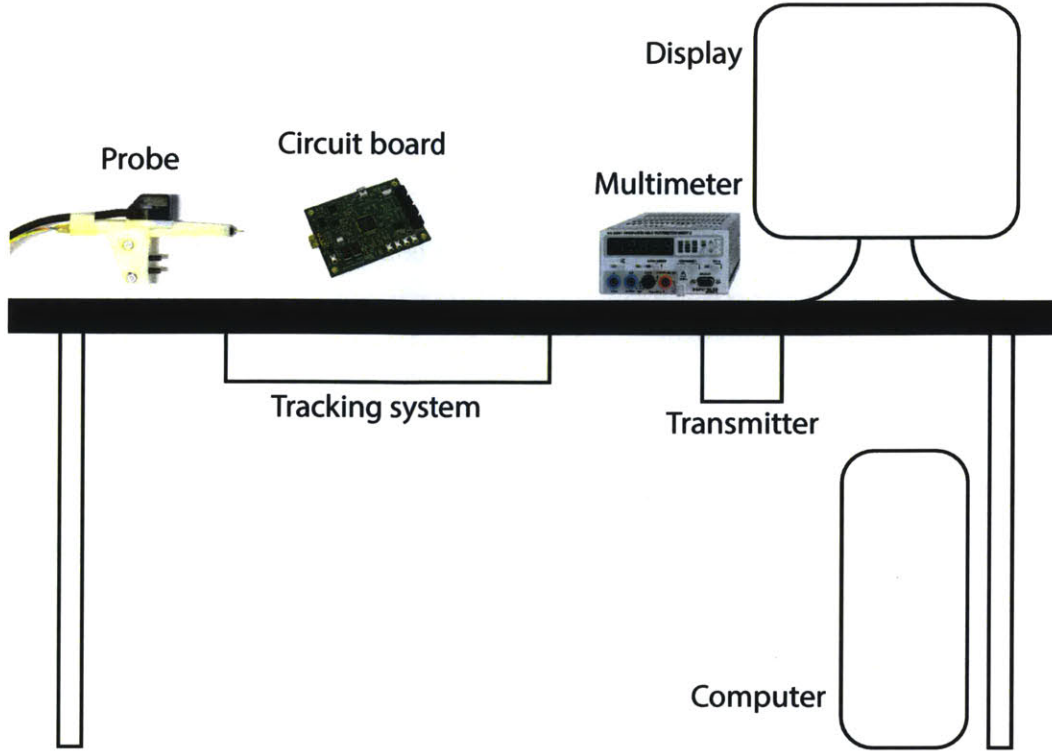 Display
Circuit board
Probe
Multimeter
Tracking system
Transmitter
Computer